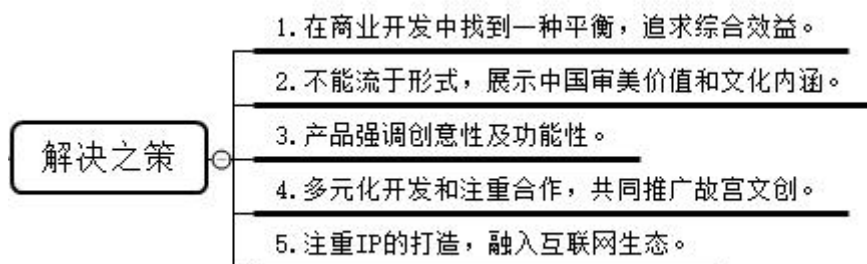 解决之策
1.在商业开发中找到一种平衡，追求综合效益。
2.不能流于形式，展示中国审美价值和文化内涵。
3.产品强调创意性及功能性。
4.多元化开发和注重合作，共同推广故宫文创。
5.注重IP的打造，融入互联网生态。